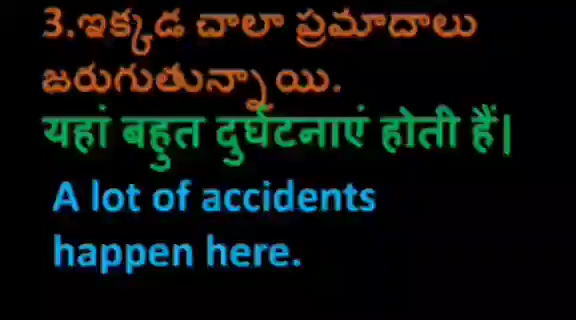 3.ఇక్కడ చాలా ప్రమాదాలు
జరుగుతున్నాయి.
यहां बहुत दुर्घटनाएं होती हैं|
A lot of accidents
happen here.